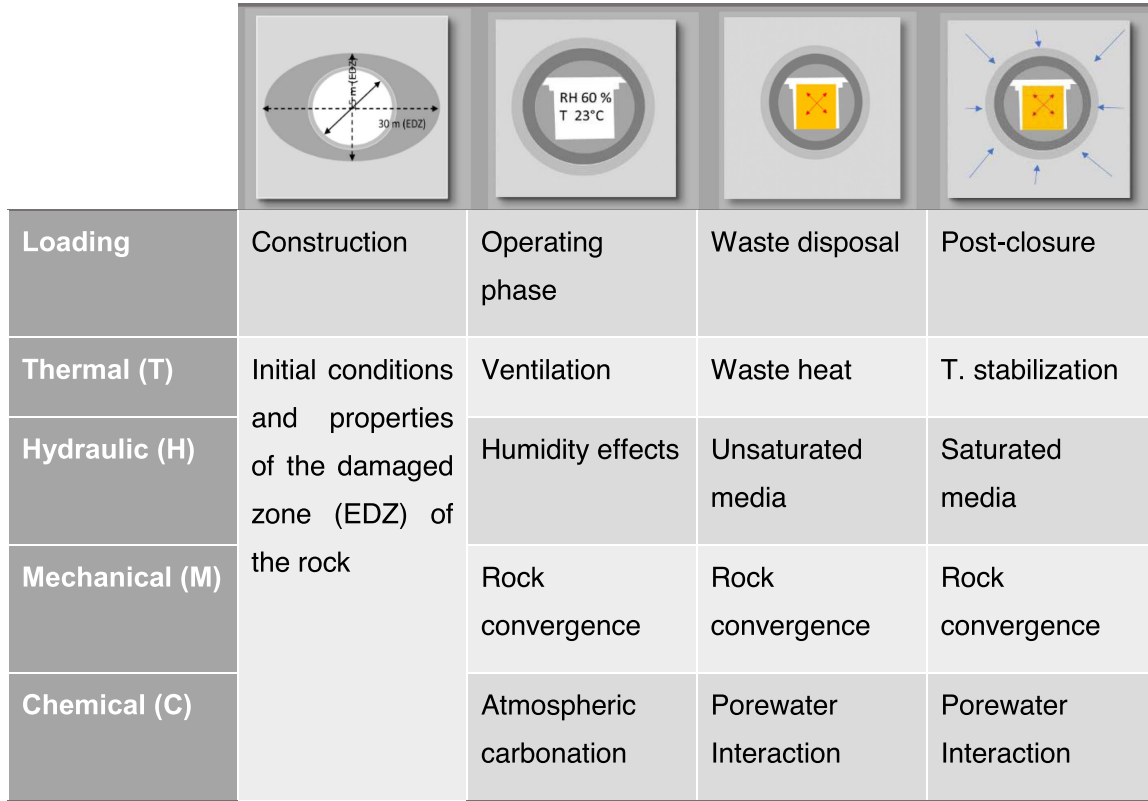 m (EDZ)
30 m (EDZ)
RH 60 %
T 23°C
Loading
Construction
Operating
phase
Waste disposal
Post-closure
Thermal (T)
Initial conditions
and properties
of the damaged
zone (EDZ) of
the rock
Ventilation
Waste heat
T. stabilization
Hydraulic (H)
Humidity effects
Unsaturated
media
Saturated
media
Mechanical (M)
Rock
convergence
Rock
convergence
Rock
convergence
Chemical (C)
Atmospheric
carbonation
Porewater
Interaction
Porewater
Interaction